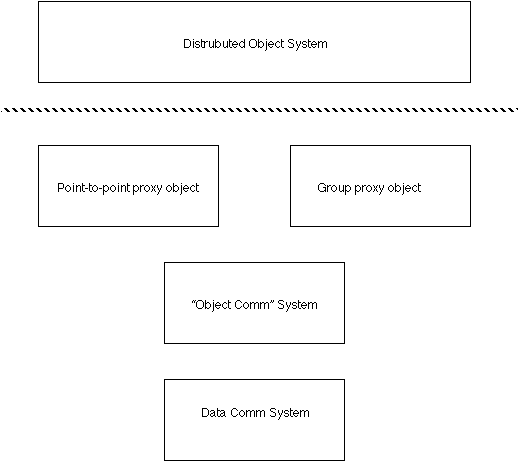 Distrubuted Object System
Point-to-point proxy object
Group proxy object
“Object Comm” System
Data Comm System